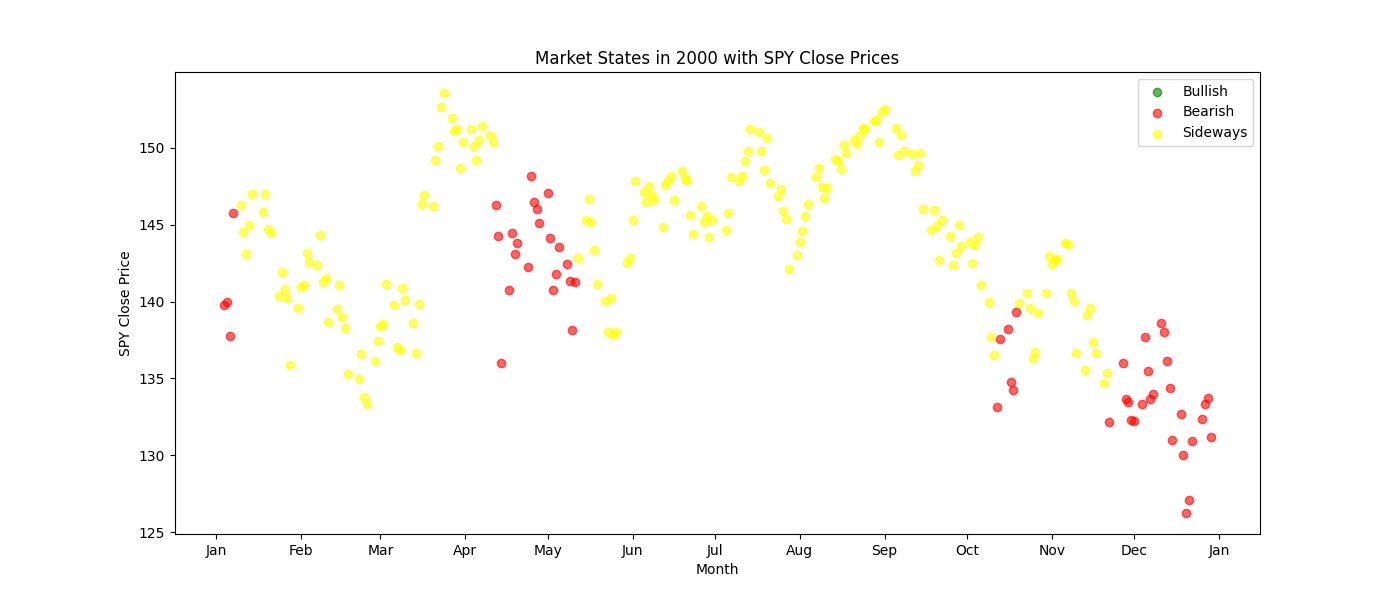 Market States in 2000 with SPY Close Prices
Bullish
Bearish
Sideways
SPY Close Price
150
145
140
135
130
125
Jan Feb Mar Apr May Jun Jul Aug Sep Oct Nov Dec Jan
Month